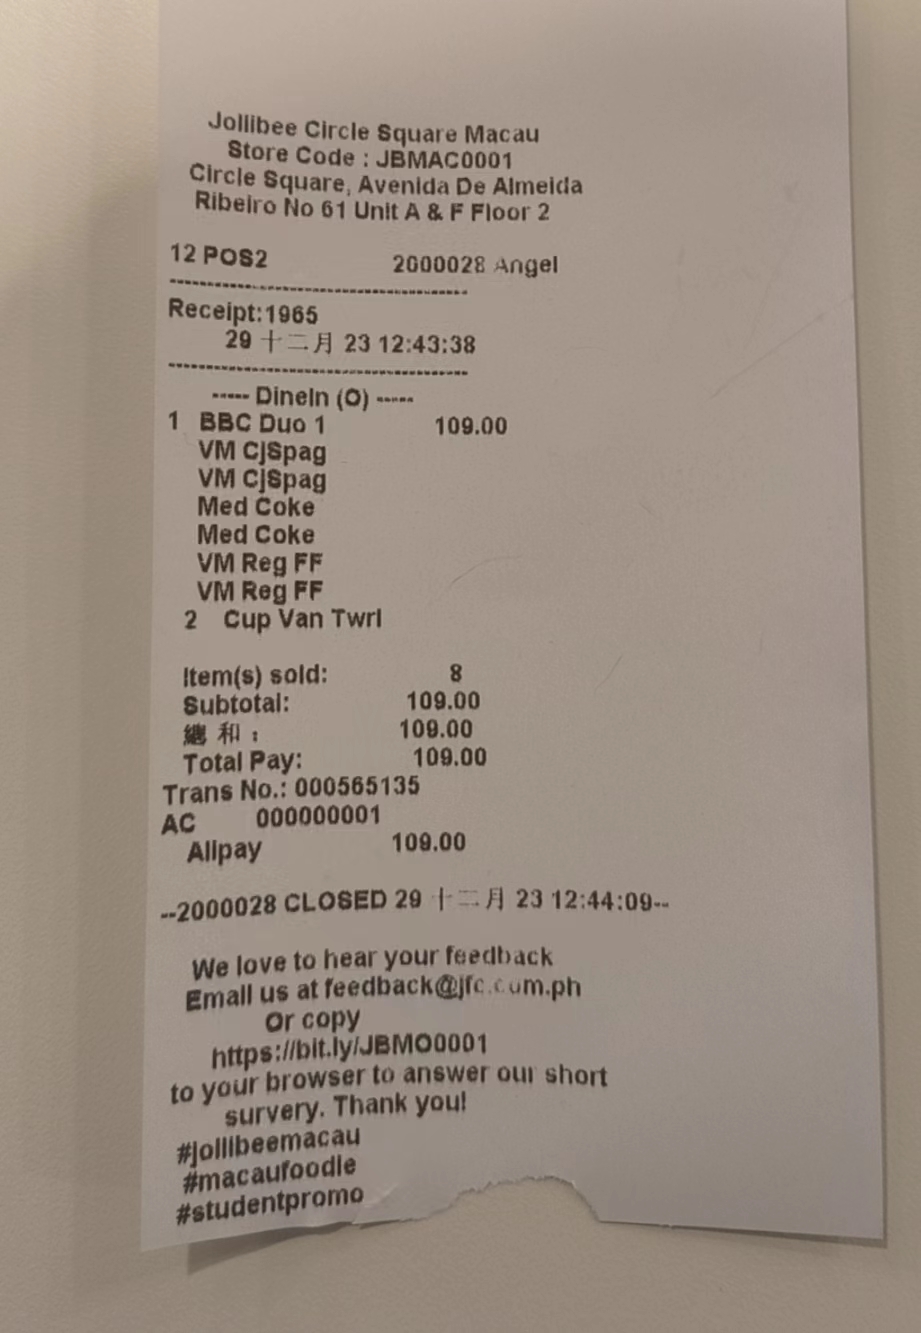 Jollibee Circle Square Macau
Store Code : JBMAC0001
Circle Square, Avenida De Almeida
Ribeiro No 61 Unit A & F Floor 2
12 POS2 2000028 Angel
--------------------------------------
Receipt:1965
29 十二月 23 12:43:38
--------------------------------------
----- DineIn (O) -----
1 BBC Duo 1 109.00
VM CjSpag
VM CjSpag
Med Coke
Med Coke
VM Reg FF
VM Reg FF
2 Cup Van Twrl
Item(s) sold: 8
Subtotal: 109.00
總和: 109.00
Total Pay: 109.00
Trans No.: 000565135
AC 000000001
Alipay 109.00
--2000028 CLOSED 29 十二月 23 12:44:09--
We love to hear your feedback
Email us at feedback@jfc.com.ph
Or copy
https://bit.ly/JBMO0001
to your browser to answer our short
survery. Thank you!
#jollibeemacau
#macaufoodie
#studentpromo